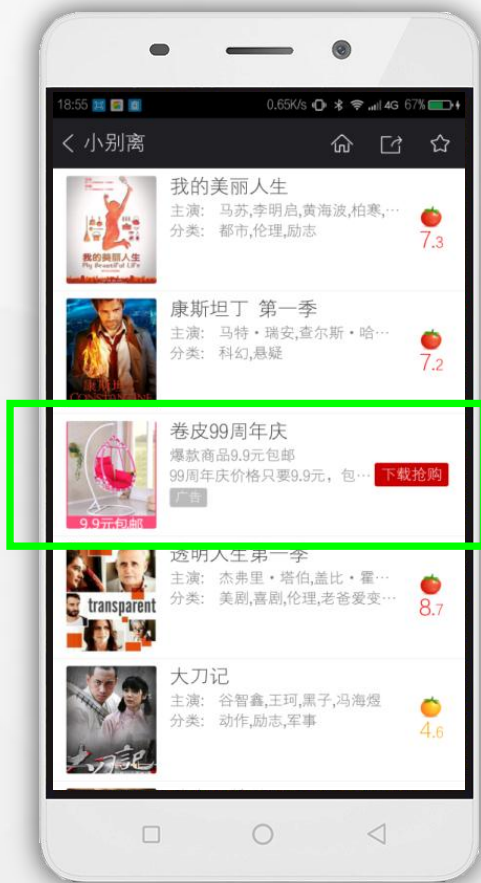 18:55 0.65K/s 4G 67%
小别离
我的美丽人生
主演: 马苏,李明启,黄海波,柏寒,…
分类: 都市,伦理,励志
7.3
我的美丽人生
My Beautiful Life
康斯坦丁 第一季
主演: 马特·瑞安,查尔斯·哈…
分类: 科幻,悬疑
7.2
CONSTANTINE
卷皮99周年庆
爆款商品9.9元包邮
99周年庆价格只要9.9元，包…
下载抢购
广告
9.9元包邮
透明人生第一季
主演: 杰弗里·塔伯,盖比·霍…
分类: 美剧,喜剧,伦理,老爸爱变…
8.7
transparent
大刀记
主演: 谷智鑫,王珂,黑子,冯海煜
分类: 动作,励志,军事
4.6
大刀記